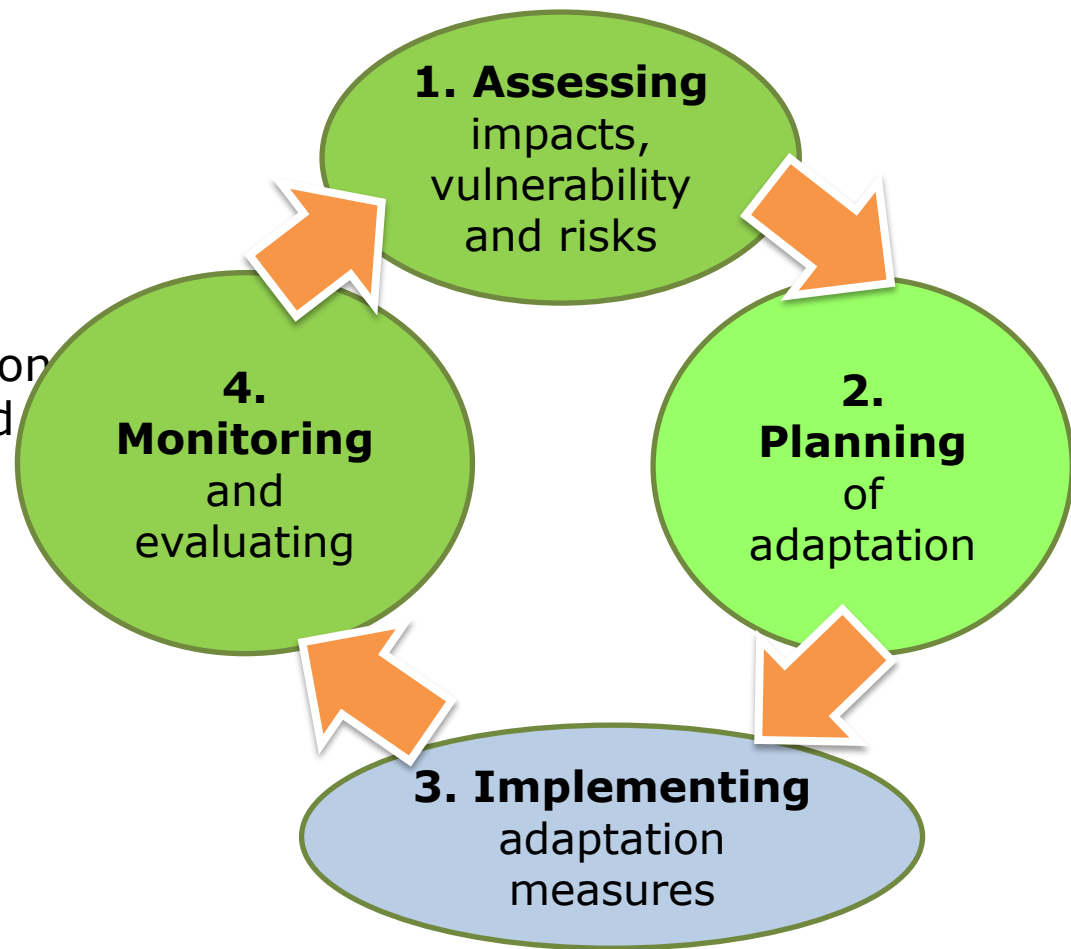 1. Assessing
impacts,
vulnerability
and risks
2.
Planning
of
adaptation
3. Implementing
adaptation
measures
4.
Monitoring
and
evaluating